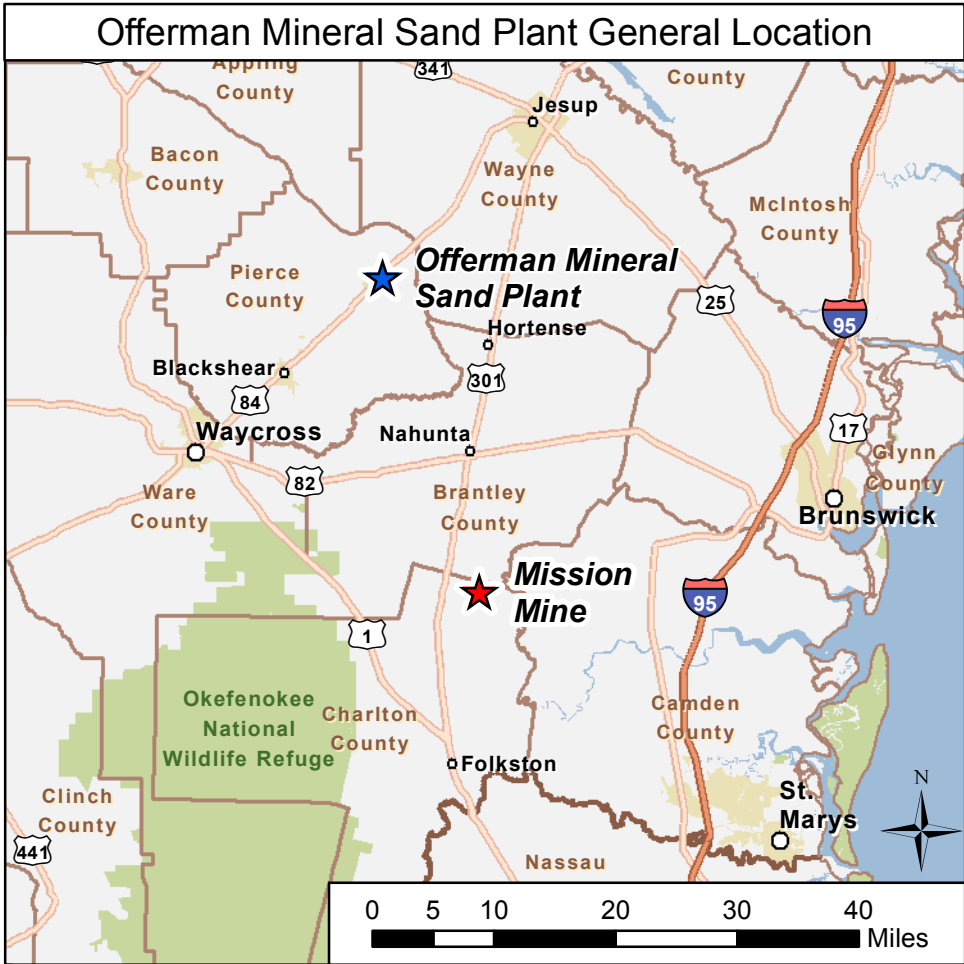 Offerman Mineral Sand Plant General Location
Appling
County
341
County
Jesup
Bacon
County
Wayne
County
McIntosh
County
Pierce
County
Offerman Mineral
Sand Plant
25
95
Hortense
Blackshear
301
84
Waycross
Nahunta
17
Glynn
County
82
Ware
County
Brantley
County
Brunswick
Mission
Mine
95
1
Okefenokee
National
Wildlife Refuge
Charlton
County
Camden
County
Folkston
N
Clinch
County
St.
Marys
441
Nassau
0 5 10 20 30 40
Miles